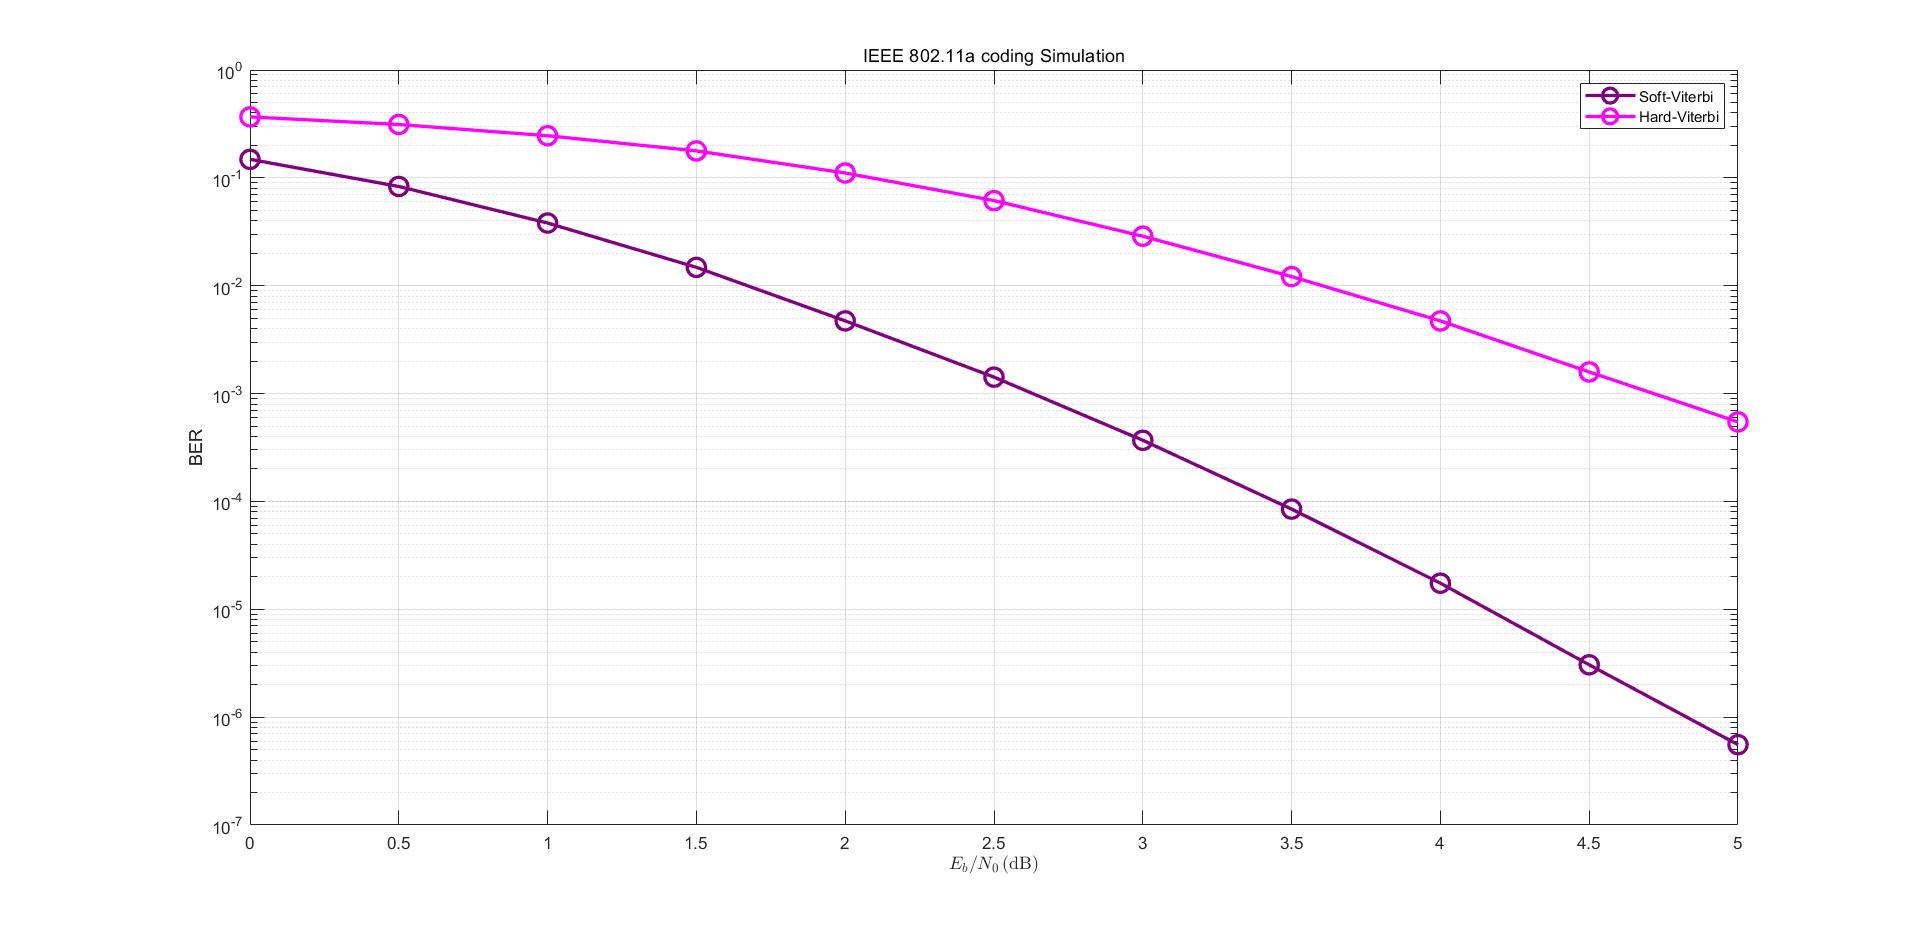 IEEE 802.11a coding Simulation
Soft-Viterbi
Hard-Viterbi
10^0
10^-1
10^-2
10^-3
10^-4
10^-5
10^-6
10^-7
BER
0 0.5 1 1.5 2 2.5 3 3.5 4 4.5 5
E_b/N_0 (dB)